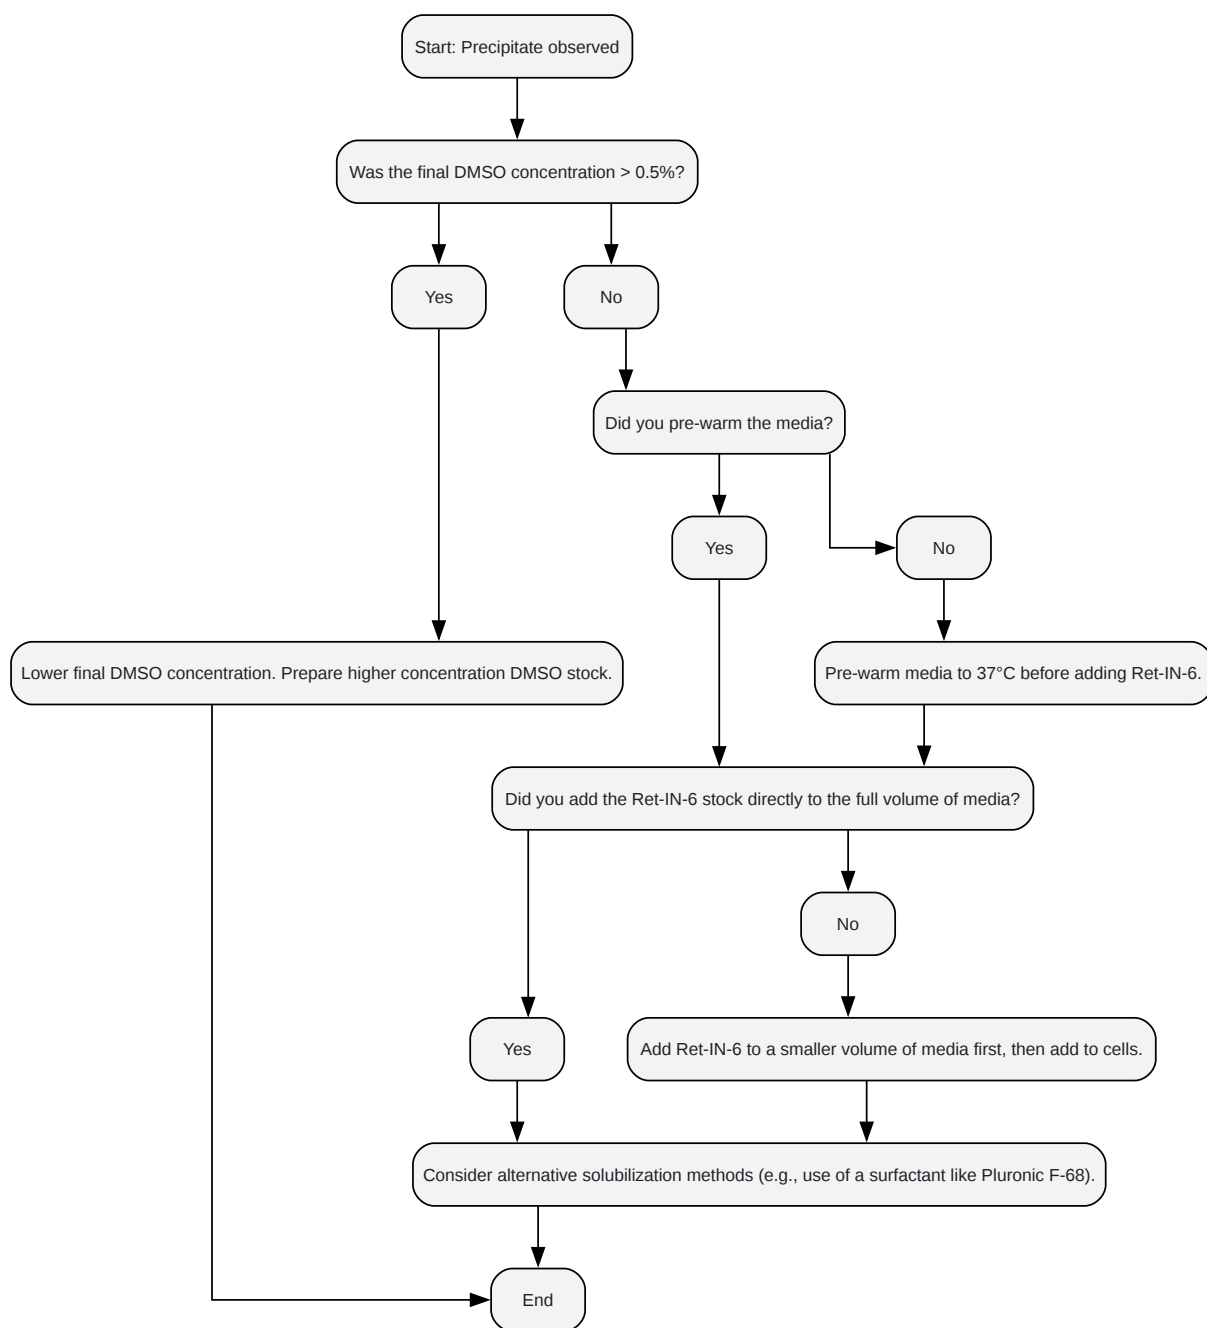 Start: Precipitate observed
Was the final DMSO concentration > 0.5%?
Yes
No
Did you pre-warm the media?
Yes
No
Lower final DMSO concentration. Prepare higher concentration DMSO stock.
Pre-warm media to 37°C before adding Ret-IN-6.
Did you add the Ret-IN-6 stock directly to the full volume of media?
No
Yes
Add Ret-IN-6 to a smaller volume of media first, then add to cells.
Consider alternative solubilization methods (e.g., use of a surfactant like Pluronic F-68).
End